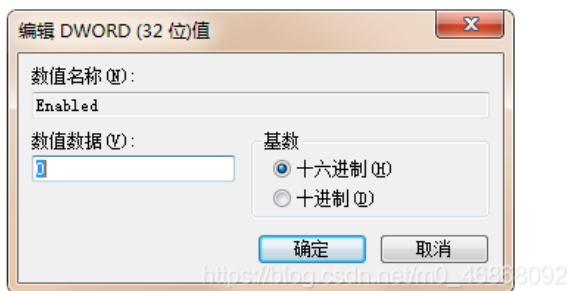 编辑 DWORD (32 位)值
数值名称(N):
Enabled
数值数据(V):
0
基数
十六进制(H)
十进制(D)
确定
取消
https://blog.csdn.net/m0_46868092